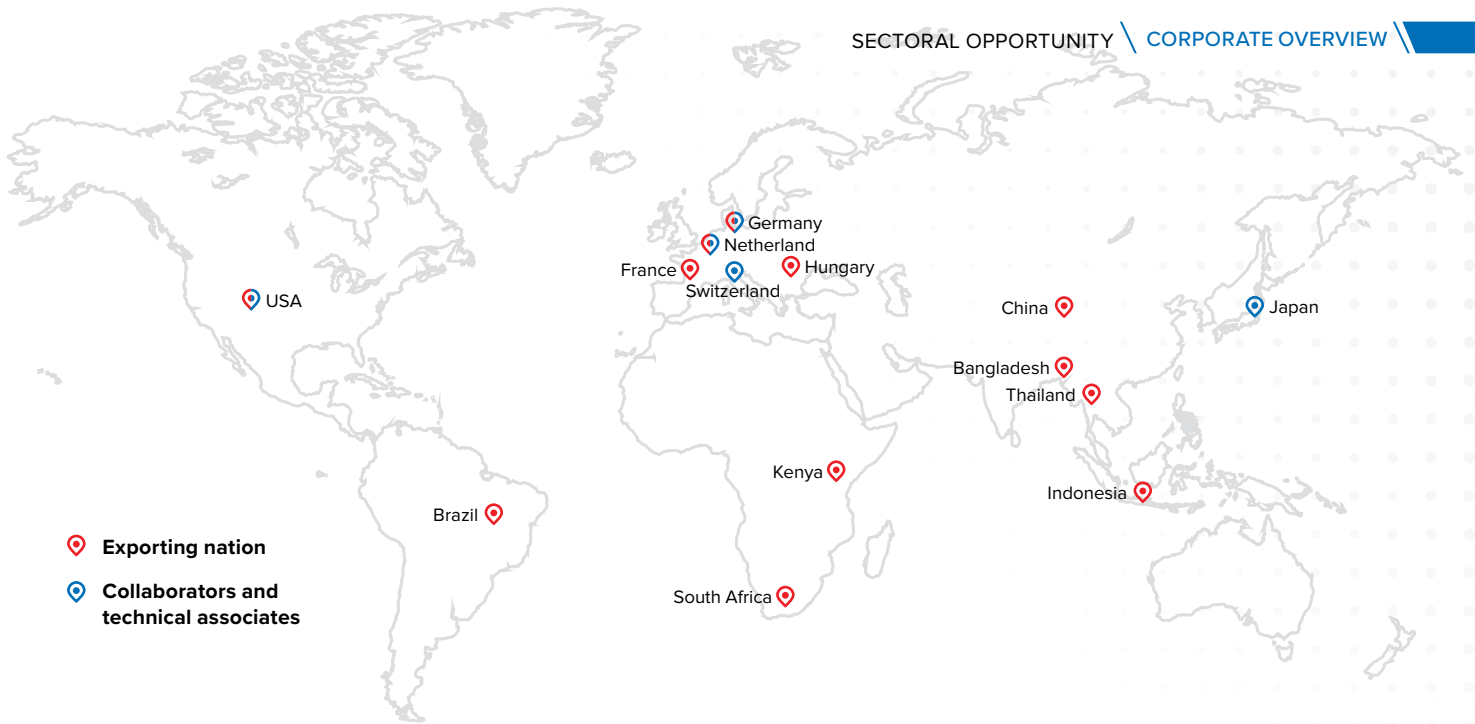 SECTORAL OPPORTUNITY \ CORPORATE OVERVIEW
Germany
Netherland
France
Hungary
Switzerland
USA
China
Japan
Bangladesh
Thailand
Kenya
Indonesia
Brazil
South Africa
Exporting nation
Collaborators and
technical associates